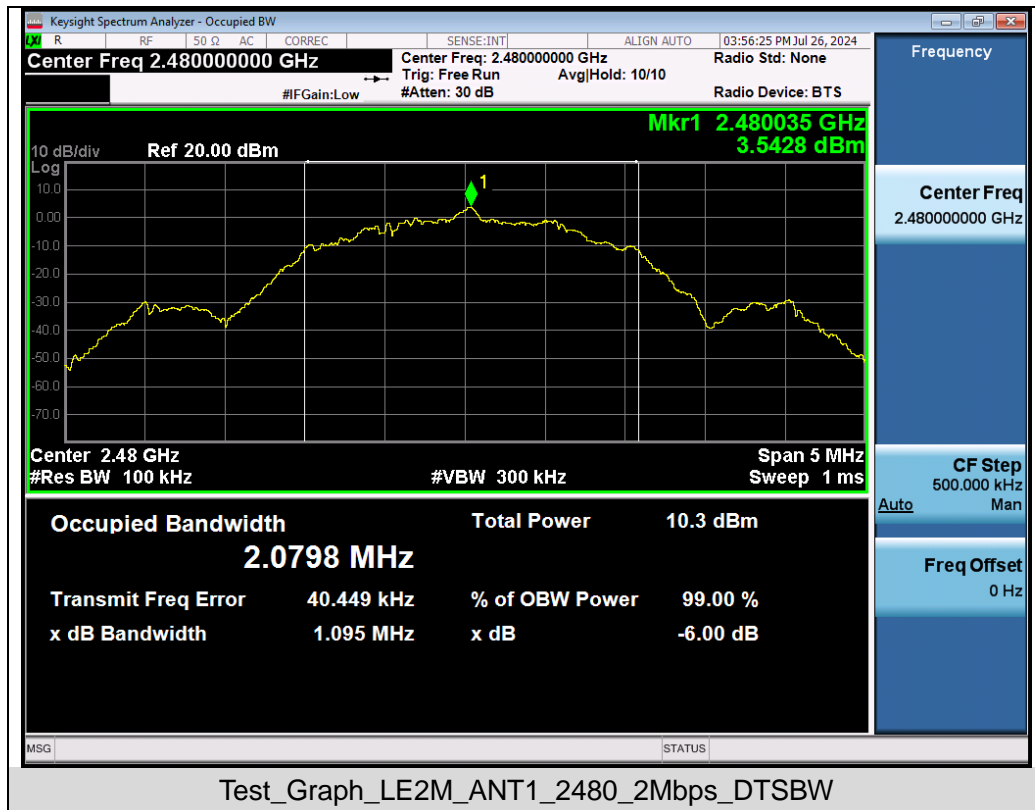 Keysight Spectrum Analyzer - Occupied BW
LXI R RF 50 Ω AC CORREC SENSE:INT ALIGN AUTO 03:56:25 PM Jul 26, 2024
Center Freq 2.480000000 GHz
Center Freq: 2.480000000 GHz
Radio Std: None
Trig: Free Run Avg|Hold: 10/10
#IFGain:Low
#Atten: 30 dB
Radio Device: BTS
Mkr1 2.480035 GHz
3.5428 dBm
10 dB/div Ref 20.00 dBm
Log
10.0
0.00
-10.0
-20.0
-30.0
-40.0
-50.0
-60.0
-70.0
1
Center 2.48 GHz Span 5 MHz
#Res BW 100 kHz #VBW 300 kHz Sweep 1 ms
Occupied Bandwidth Total Power 10.3 dBm
2.0798 MHz
Transmit Freq Error 40.449 kHz % of OBW Power 99.00 %
x dB Bandwidth 1.095 MHz x dB -6.00 dB
MSG STATUS
Frequency
Center Freq
2.480000000 GHz
CF Step
500.000 kHz
Auto Man
Freq Offset
0 Hz
Test_Graph_LE2M_ANT1_2480_2Mbps_DTSBW